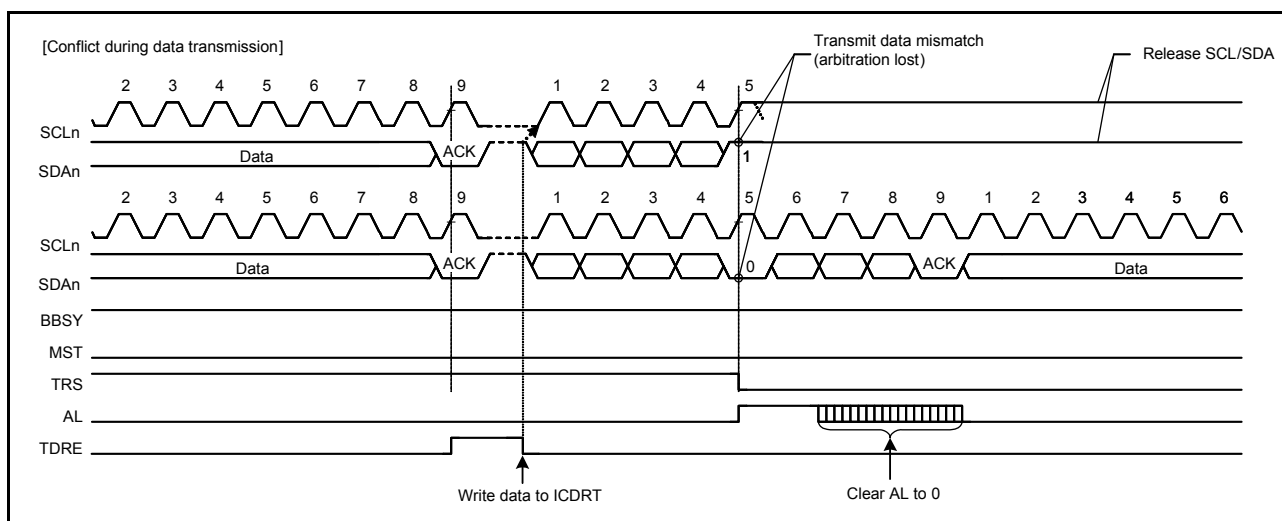 [Conflict during data transmission]
Transmit data mismatch
(arbitration lost)
Release SCL/SDA
2 3 4 5 6 7 8 9 1 2 3 4 5
SCLn
Data ACK 1
SDAn
2 3 4 5 6 7 8 9 1 2 3 4 5 6 7 8 9 1 2 3 4 5 6
SCLn
Data ACK 0 ACK Data
SDAn
BBSY
MST
TRS
AL
TDRE
Write data to ICDRT
Clear AL to 0